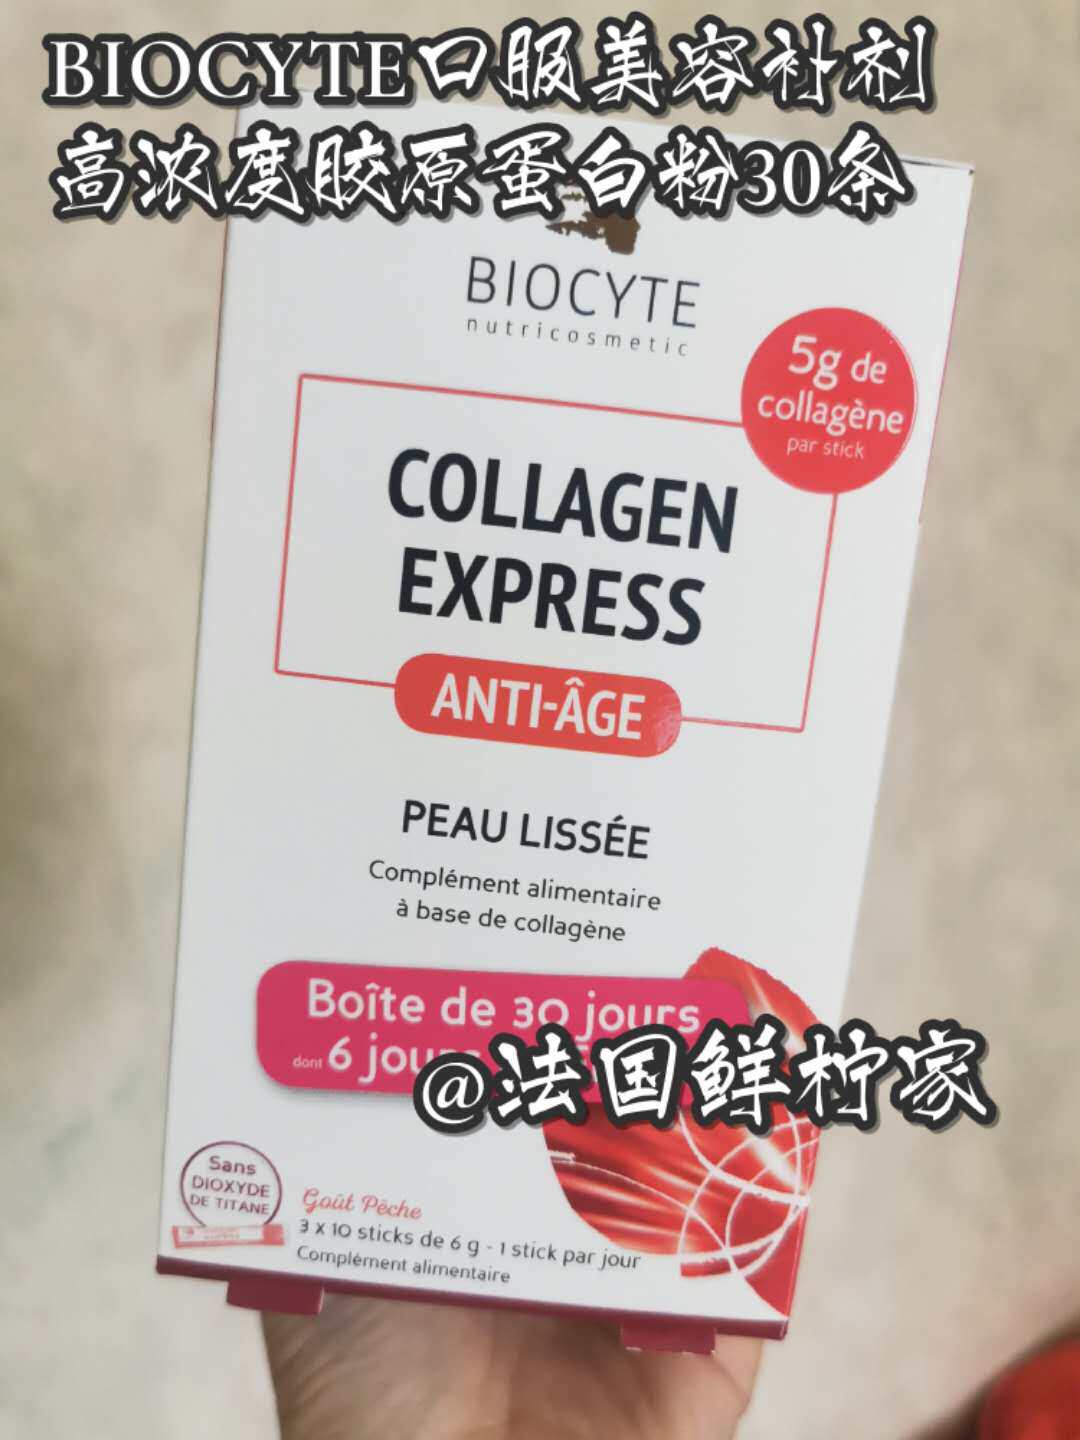 BIOCYTE口服美容补剂
高浓度胶原蛋白粉30条
BIOCYTE
nutricosmetic
5g de
collagène
par stick
COLLAGEN
EXPRESS
ANTI-ÂGE
PEAU LISSÉE
Complément alimentaire
à base de collagène
Boîte de 30 jours
dont 6 jours
@法国鲜柠家
Sans
DIOXYDE
DE TITANE
Goût Pêche
3 x 10 sticks de 6 g - 1 stick par jour
Complément alimentaire